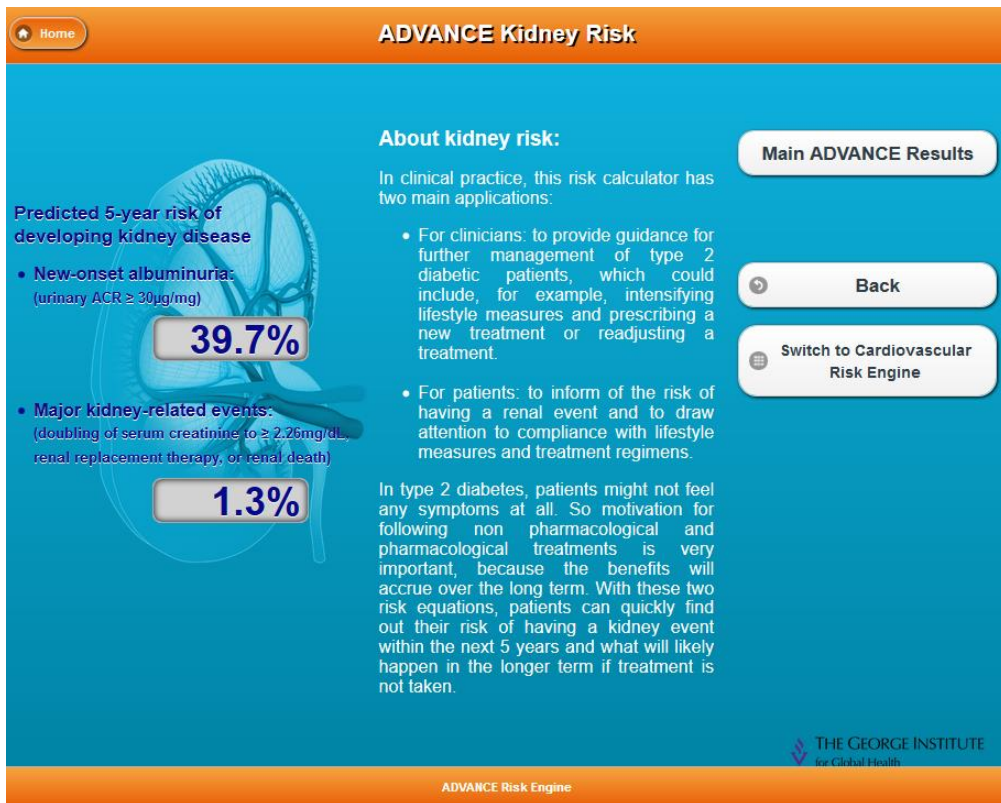 Home
ADVANCE Kidney Risk
Predicted 5-year risk of
developing kidney disease
• New-onset albuminuria:
(urinary ACR ≥ 30µg/mg)
39.7%
• Major kidney-related events:
(doubling of serum creatinine to ≥ 2.26mg/dL,
renal replacement therapy, or renal death)
1.3%
About kidney risk:
In clinical practice, this risk calculator has
two main applications:
• For clinicians: to provide guidance for
further management of type 2
diabetic patients, which could
include, for example, intensifying
lifestyle measures and prescribing a
new treatment or readjusting a
treatment.
• For patients: to inform of the risk of
having a renal event and to draw
attention to compliance with lifestyle
measures and treatment regimens.
In type 2 diabetes, patients might not feel
any symptoms at all. So motivation for
following non pharmacological and
pharmacological treatments is very
important, because the benefits will
accrue over the long term. With these two
risk equations, patients can quickly find
out their risk of having a kidney event
within the next 5 years and what will likely
happen in the longer term if treatment is
not taken.
Main ADVANCE Results
Back
Switch to Cardiovascular
Risk Engine
THE GEORGE INSTITUTE
for Global Health
ADVANCE Risk Engine